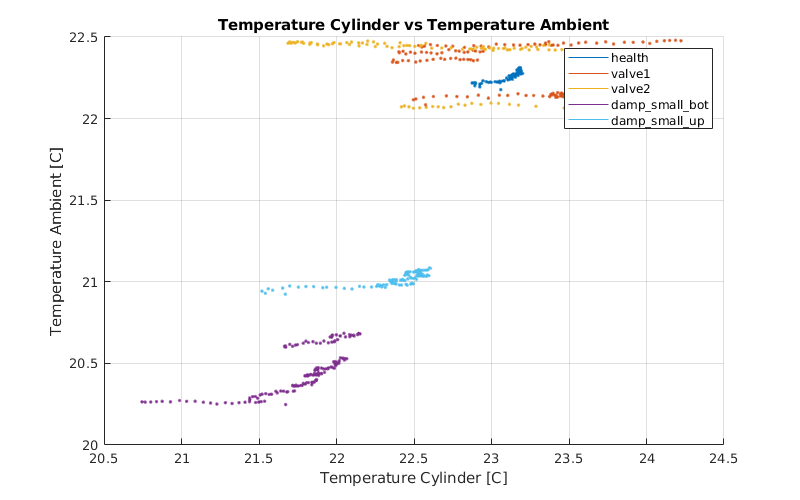 Temperature Cylinder vs Temperature Ambient
22.5
22
21.5
21
20.5
20
Temperature Ambient [C]
health
valve1
valve2
damp_small_bot
damp_small_up
20.5 21 21.5 22 22.5 23 23.5 24 24.5
Temperature Cylinder [C]